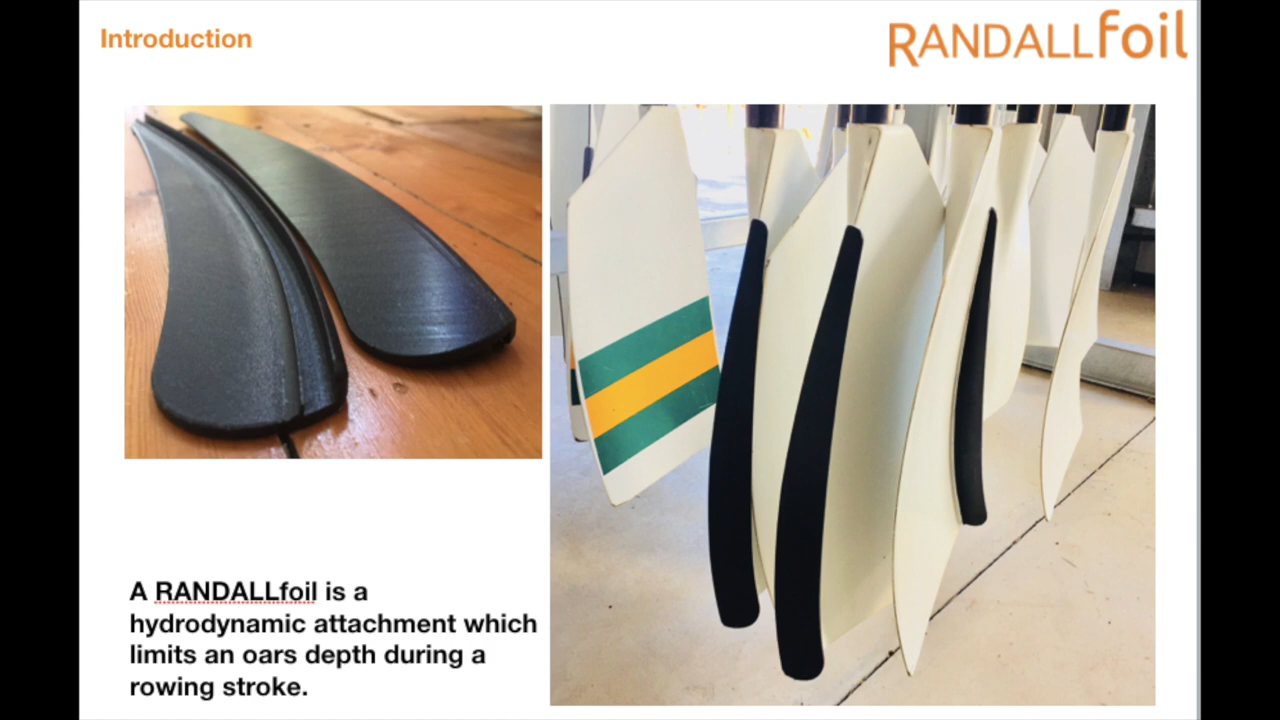 Introduction
RANDALLfoil
A RANDALLfoil is a
hydrodynamic attachment which
limits an oars depth during a
rowing stroke.